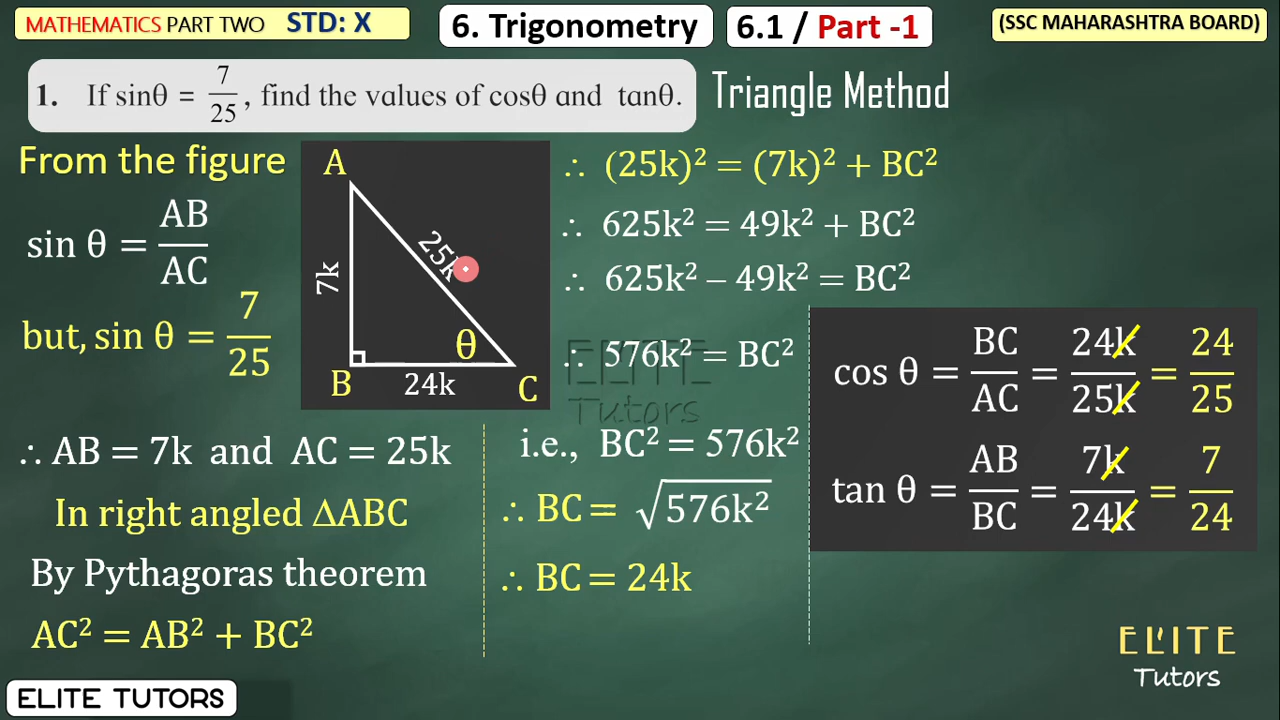 MATHEMATICS PART TWO STD: X
6. Trigonometry
6.1 / Part -1
(SSC MAHARASHTRA BOARD)
1. If sinθ = 7/25, find the values of cosθ and tanθ.
Triangle Method
From the figure
sin θ = AB/AC
but, sin θ = 7/25
∴ AB = 7k and AC = 25k
In right angled ΔABC
By Pythagoras theorem
AC² = AB² + BC²
A
7k
25k
θ
B
24k
C
∴ (25k)² = (7k)² + BC²
∴ 625k² = 49k² + BC²
∴ 625k² – 49k² = BC²
∴ 576k² = BC²
i.e., BC² = 576k²
∴ BC = √576k²
∴ BC = 24k
cos θ = BC/AC = 24k/25k = 24/25
tan θ = AB/BC = 7k/24k = 7/24
ELITE
Tutors
ELITE
Tutors
ELITE TUTORS